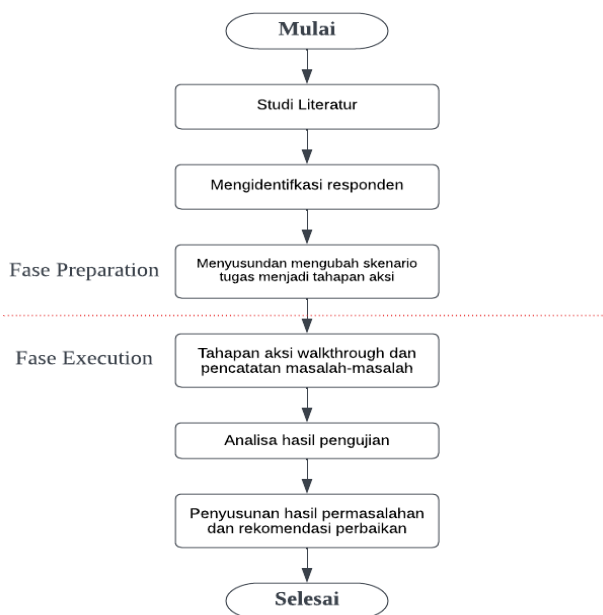 Mulai
Studi Literatur
Mengidentifkasi responden
Fase Preparation
Menyusundan mengubah skenario
tugas menjadi tahapan aksi
Fase Execution
Tahapan aksi walkthrough dan
pencatatan masalah-masalah
Analisa hasil pengujian
Penyusunan hasil permasalahan
dan rekomendasi perbaikan
Selesai